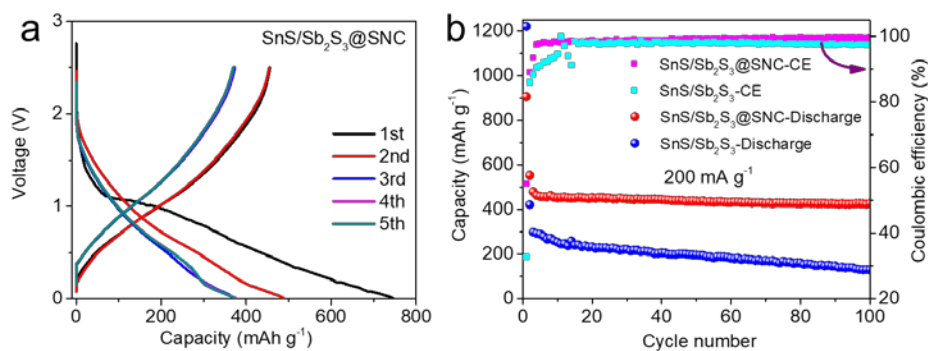 a
SnS/Sb₂S₃@SNC
Voltage (V)
3
2
1
0
1st
2nd
3rd
4th
5th
0 200 400 600 800
Capacity (mAh g⁻¹)
b
Capacity (mAh g⁻¹)
1200
1000
800
600
400
200
0
SnS/Sb₂S₃@SNC-CE
SnS/Sb₂S₃-CE
SnS/Sb₂S₃@SNC-Discharge
SnS/Sb₂S₃-Discharge
200 mA g⁻¹
100
80
60
40
20
Coulombic efficiency (%)
0 20 40 60 80 100
Cycle number